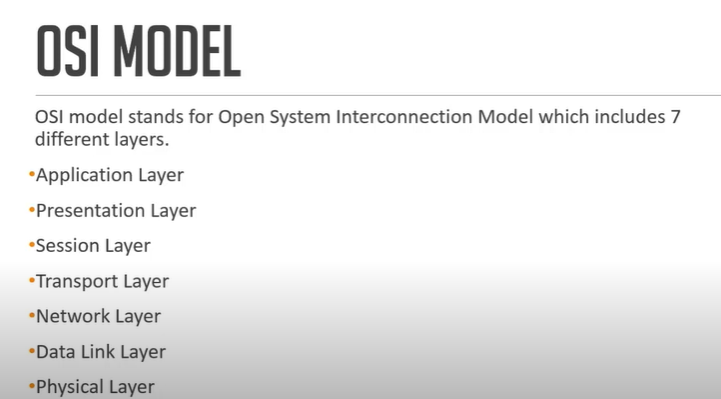 OSI MODEL
OSI model stands for Open System Interconnection Model which includes 7
different layers.
•Application Layer
•Presentation Layer
•Session Layer
•Transport Layer
•Network Layer
•Data Link Layer
•Physical Layer